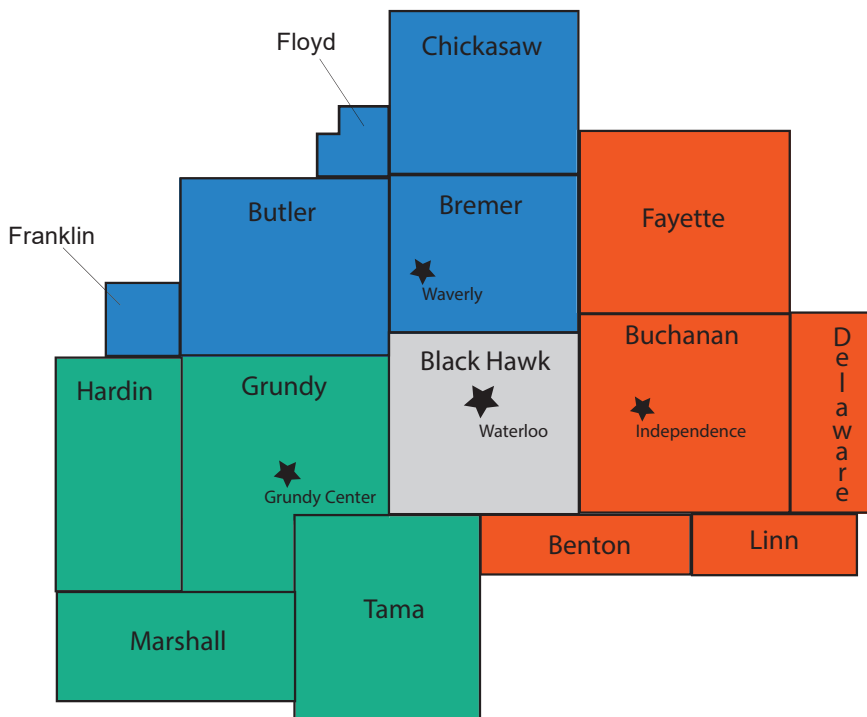 Floyd
Chickasaw
Butler
Bremer
Fayette
Franklin
Waverly
Hardin
Grundy
Black Hawk
Buchanan
Delaware
Waterloo
Independence
Grundy Center
Benton
Linn
Tama
Marshall